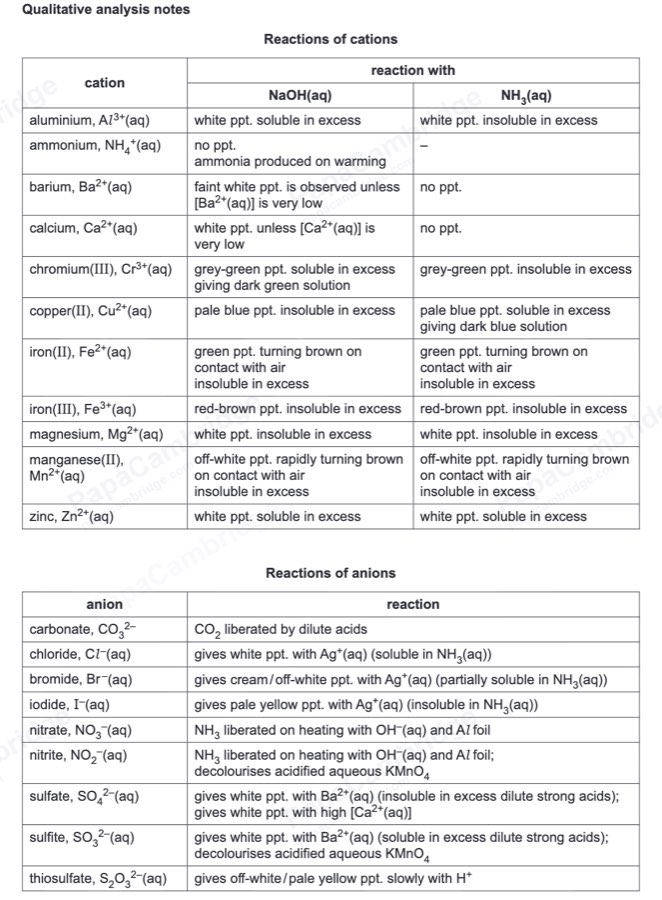 Qualitative analysis notes
Reactions of cations
cation
reaction with
NaOH(aq)
NH₃(aq)
aluminium, Al³⁺(aq)
white ppt. soluble in excess
white ppt. insoluble in excess
ammonium, NH₄⁺(aq)
no ppt.
ammonia produced on warming
–
barium, Ba²⁺(aq)
faint white ppt. is observed unless
[Ba²⁺(aq)] is very low
no ppt.
calcium, Ca²⁺(aq)
white ppt. unless [Ca²⁺(aq)] is
very low
no ppt.
chromium(III), Cr³⁺(aq)
grey-green ppt. soluble in excess
giving dark green solution
grey-green ppt. insoluble in excess
copper(II), Cu²⁺(aq)
pale blue ppt. insoluble in excess
pale blue ppt. soluble in excess
giving dark blue solution
iron(II), Fe²⁺(aq)
green ppt. turning brown on
contact with air
insoluble in excess
green ppt. turning brown on
contact with air
insoluble in excess
iron(III), Fe³⁺(aq)
red-brown ppt. insoluble in excess
red-brown ppt. insoluble in excess
magnesium, Mg²⁺(aq)
white ppt. insoluble in excess
white ppt. insoluble in excess
manganese(II),
Mn²⁺(aq)
off-white ppt. rapidly turning brown
on contact with air
insoluble in excess
off-white ppt. rapidly turning brown
on contact with air
insoluble in excess
zinc, Zn²⁺(aq)
white ppt. soluble in excess
white ppt. soluble in excess
Reactions of anions
anion
reaction
carbonate, CO₃²⁻
CO₂ liberated by dilute acids
chloride, Cl⁻(aq)
gives white ppt. with Ag⁺(aq) (soluble in NH₃(aq))
bromide, Br⁻(aq)
gives cream/off-white ppt. with Ag⁺(aq) (partially soluble in NH₃(aq))
iodide, I⁻(aq)
gives pale yellow ppt. with Ag⁺(aq) (insoluble in NH₃(aq))
nitrate, NO₃⁻(aq)
NH₃ liberated on heating with OH⁻(aq) and Al foil
nitrite, NO₂⁻(aq)
NH₃ liberated on heating with OH⁻(aq) and Al foil;
decolourises acidified aqueous KMnO₄
sulfate, SO₄²⁻(aq)
gives white ppt. with Ba²⁺(aq) (insoluble in excess dilute strong acids);
gives white ppt. with high [Ca²⁺(aq)]
sulfite, SO₃²⁻(aq)
gives white ppt. with Ba²⁺(aq) (soluble in excess dilute strong acids);
decolourises acidified aqueous KMnO₄
thiosulfate, S₂O₃²⁻(aq)
gives off-white/pale yellow ppt. slowly with H⁺
PapaCambridge